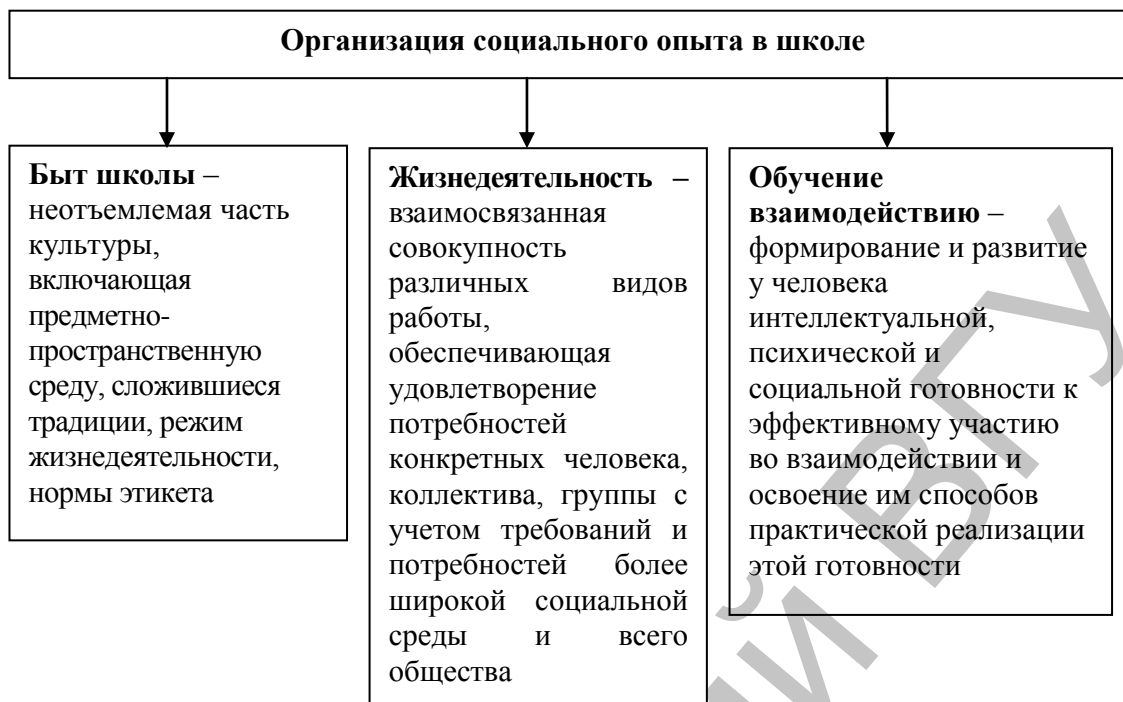 Организация социального опыта в школе
Быт школы –
неотъемлемая часть
культуры,
включающая
предметно-
пространственную
среду, сложившиеся
традиции, режим
жизнедеятельности,
нормы этикета
Жизнедеятельность –
взаимосвязанная
совокупность
различных видов
работы,
обеспечивающая
удовлетворение
потребностей
конкретных человека,
коллектива, группы с
учетом требований и
потребностей более
широкой социальной
среды и всего
общества
Обучение
взаимодействию –
формирование и развитие
у человека
интеллектуальной,
психической и
социальной готовности к
эффективному участию
во взаимодействии и
освоение им способов
практической реализации
этой готовности
ВГУ